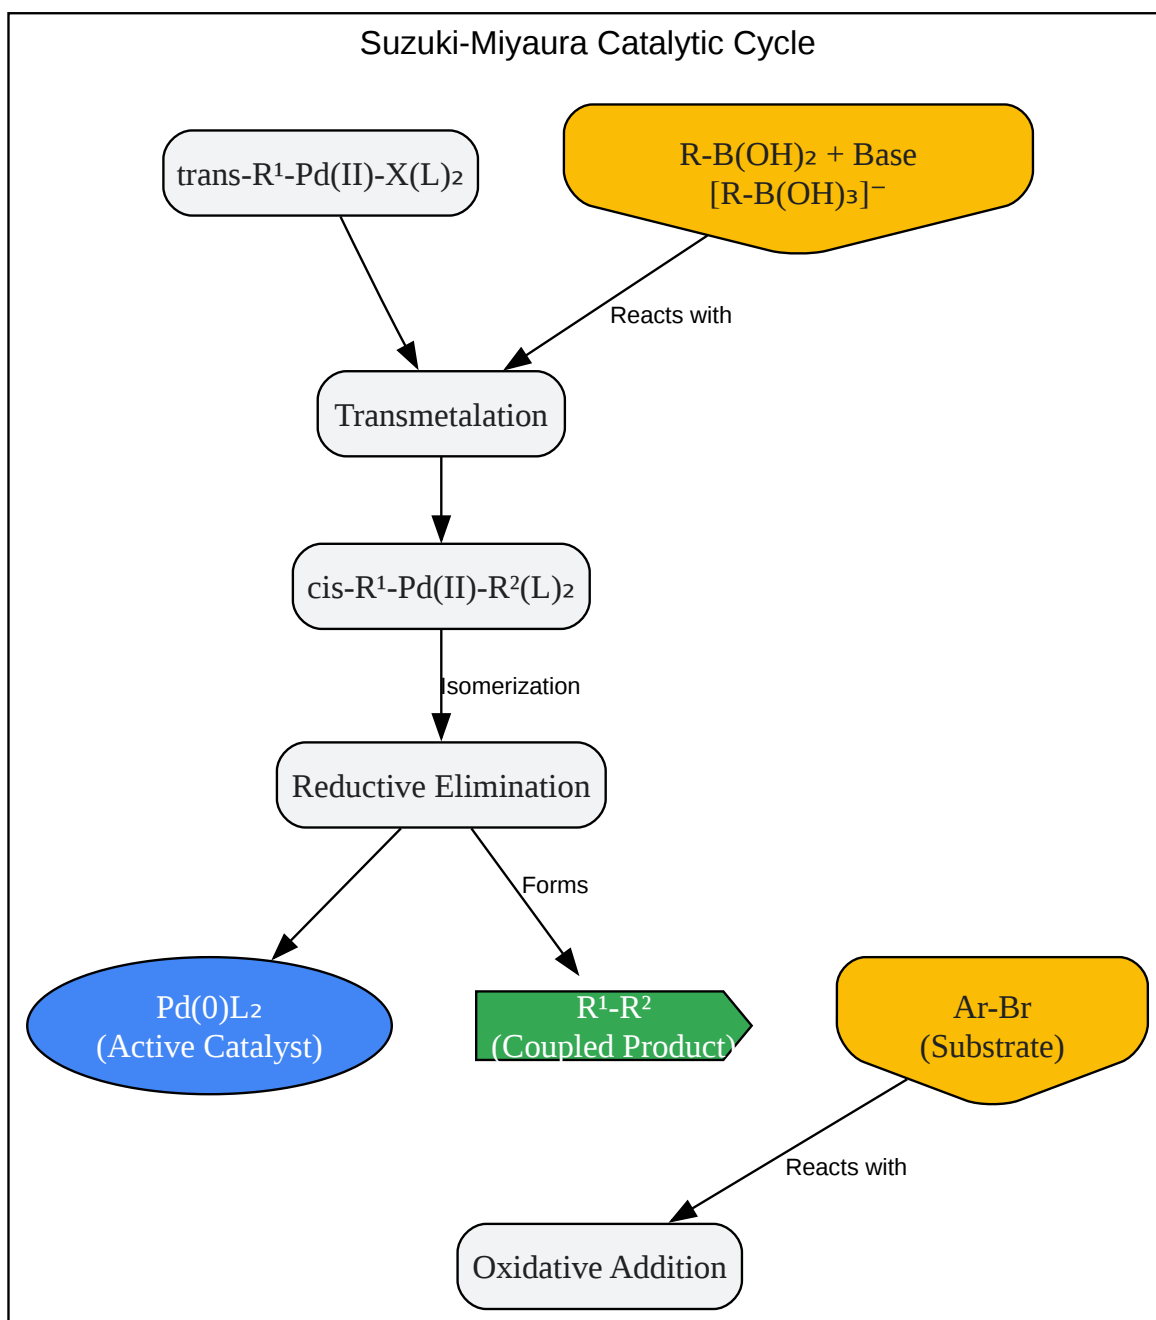 Suzuki-Miyaura Catalytic Cycle
trans-R¹-Pd(II)-X(L)₂
R-B(OH)₂ + Base
[R-B(OH)₃]⁻
Reacts with
Transmetalation
cis-R¹-Pd(II)-R²(L)₂
Isomerization
Reductive Elimination
Forms
Pd(0)L₂
(Active Catalyst)
R¹-R²
(Coupled Product)
Ar-Br
(Substrate)
Reacts with
Oxidative Addition